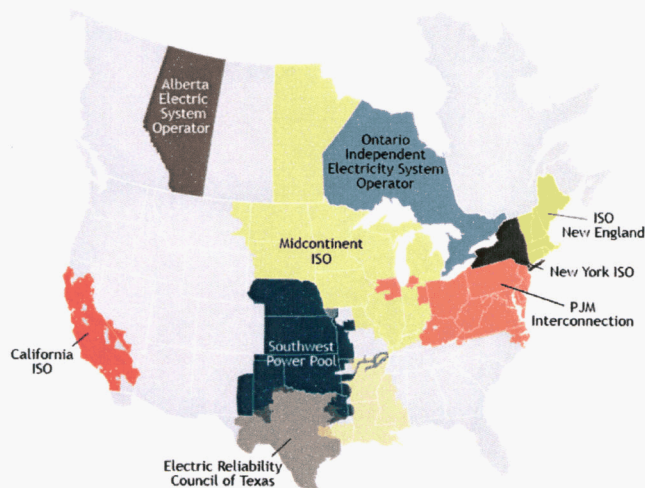 Alberta
Electric
System
Operator
Ontario
Independent
Electricity System
Operator
ISO
New England
Midcontinent
ISO
New York ISO
PJM
Interconnection
California
ISO
Southwest
Power Pool
Electric Reliability
Council of Texas